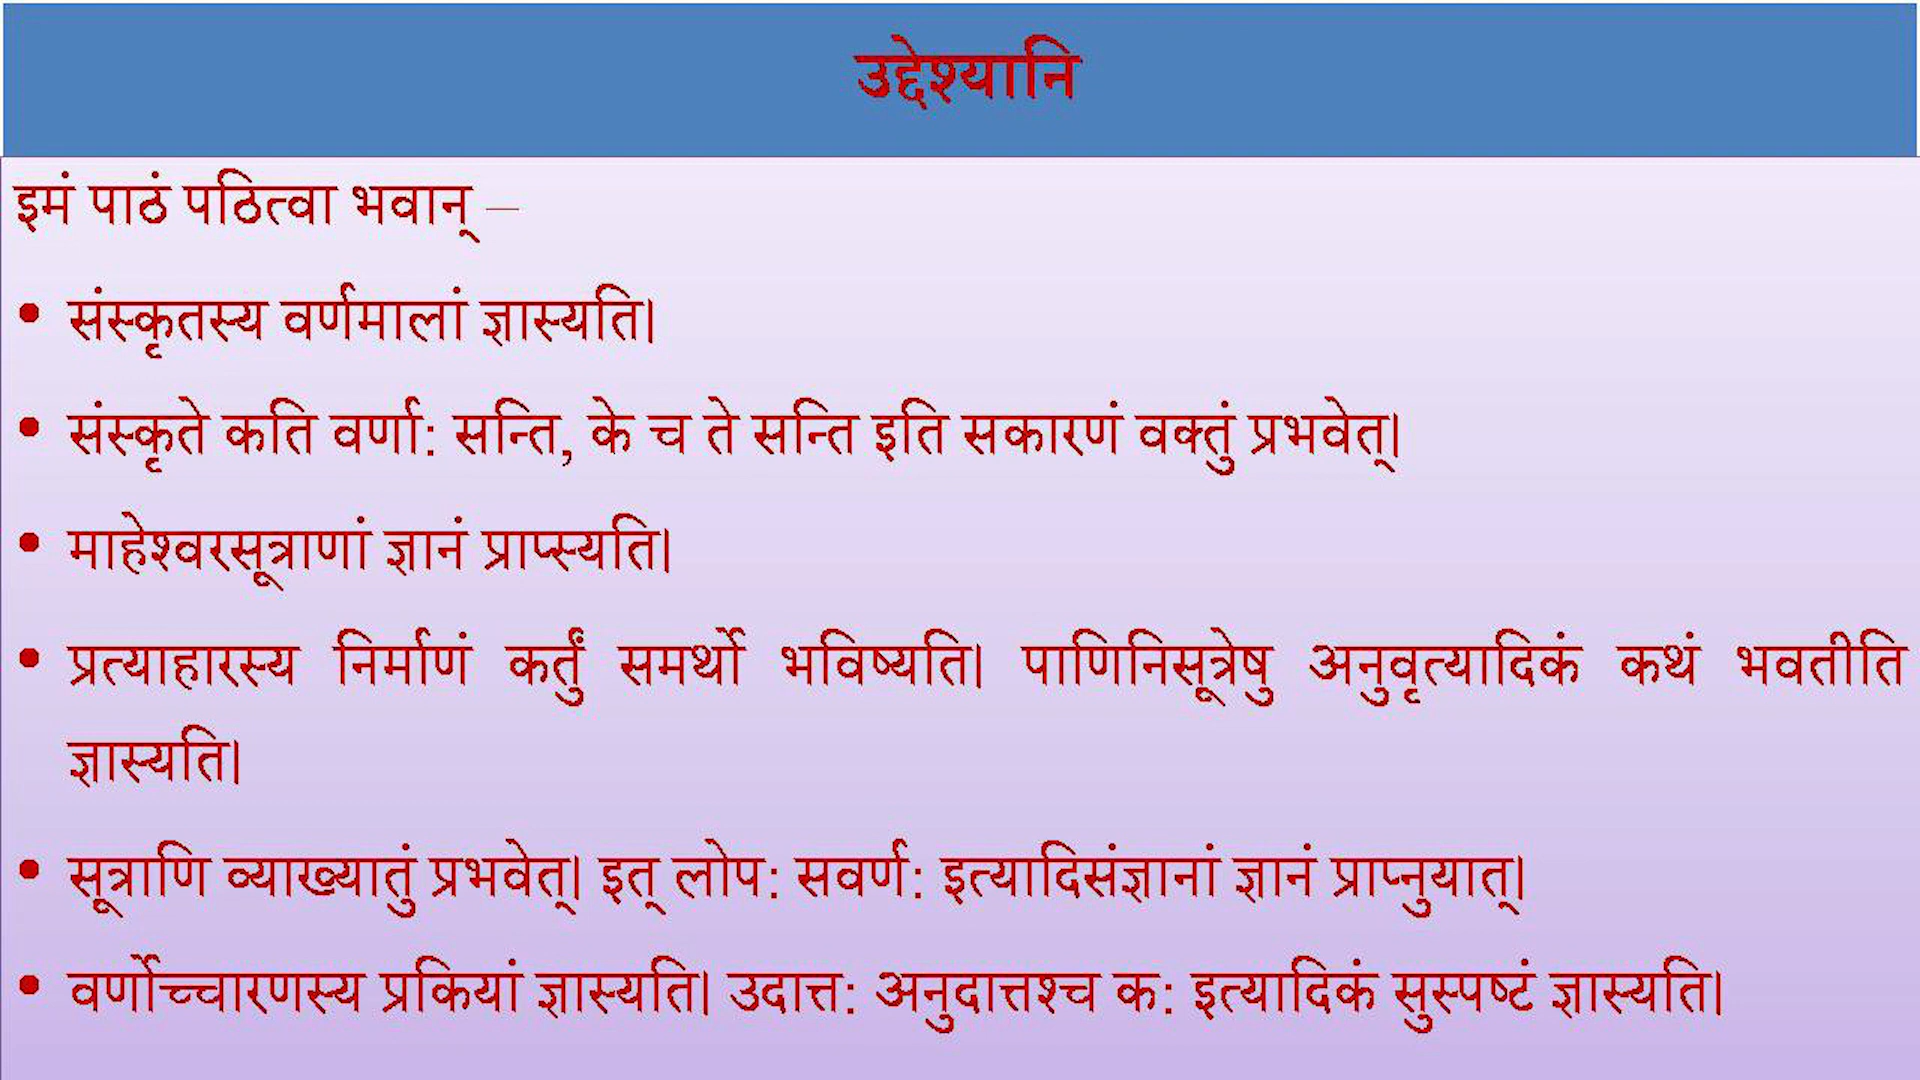 उद्देश्यानि
इमं पाठं पठित्वा भवान् –
• संस्कृतस्य वर्णमालां ज्ञास्यति।
• संस्कृते कति वर्णा: सन्ति, के च ते सन्ति इति सकारणं वक्तुं प्रभवेत्।
• माहेश्वरसूत्राणां ज्ञानं प्राप्स्यति।
• प्रत्याहारस्य निर्माणं कर्तुं समर्थो भविष्यति। पाणिनिसूत्रेषु अनुवृत्यादिकं कथं भवतीति
ज्ञास्यति।
• सूत्राणि व्याख्यातुं प्रभवेत्। इत् लोप: सवर्ण: इत्यादिसंज्ञानां ज्ञानं प्राप्नुयात्।
• वर्णोच्चारणस्य प्रकियां ज्ञास्यति। उदात्त: अनुदात्तश्च क: इत्यादिकं सुस्पष्टं ज्ञास्यति।